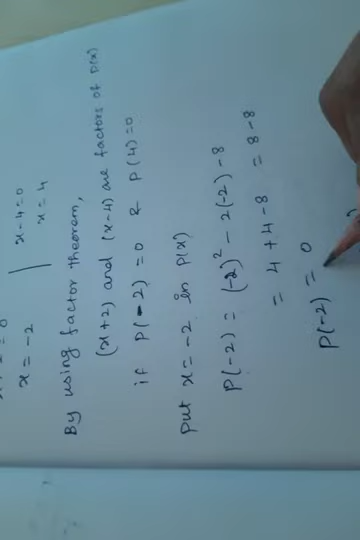 x = -2 | x-4=0
x = 4
By using factor theorem,
(x+2) and (x-4) are factors of P(x)
if P(-2) = 0 & P(4) = 0
Put x = -2 in P(x)
P(-2) = (-2)² - 2(-2) - 8
= 4 + 4 - 8 = 8 - 8
P(-2) = 0